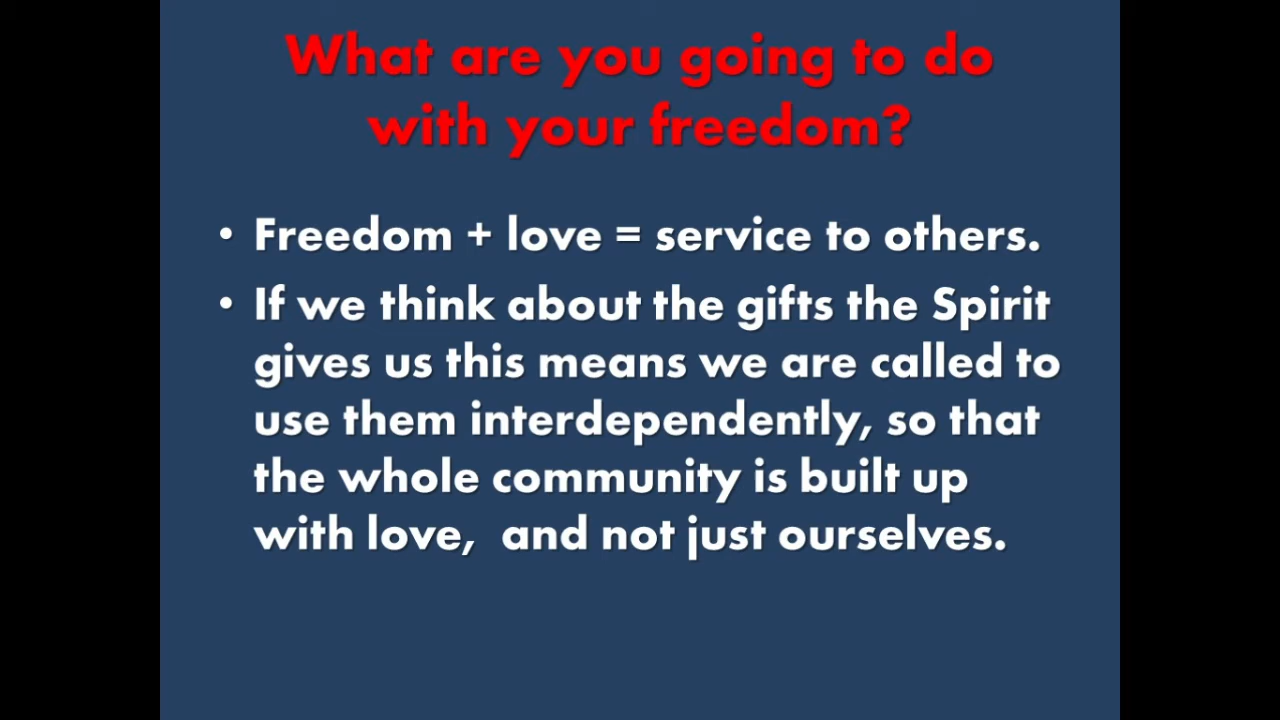 What are you going to do
with your freedom?
• Freedom + love = service to others.
• If we think about the gifts the Spirit
gives us this means we are called to
use them interdependently, so that
the whole community is built up
with love,  and not just ourselves.